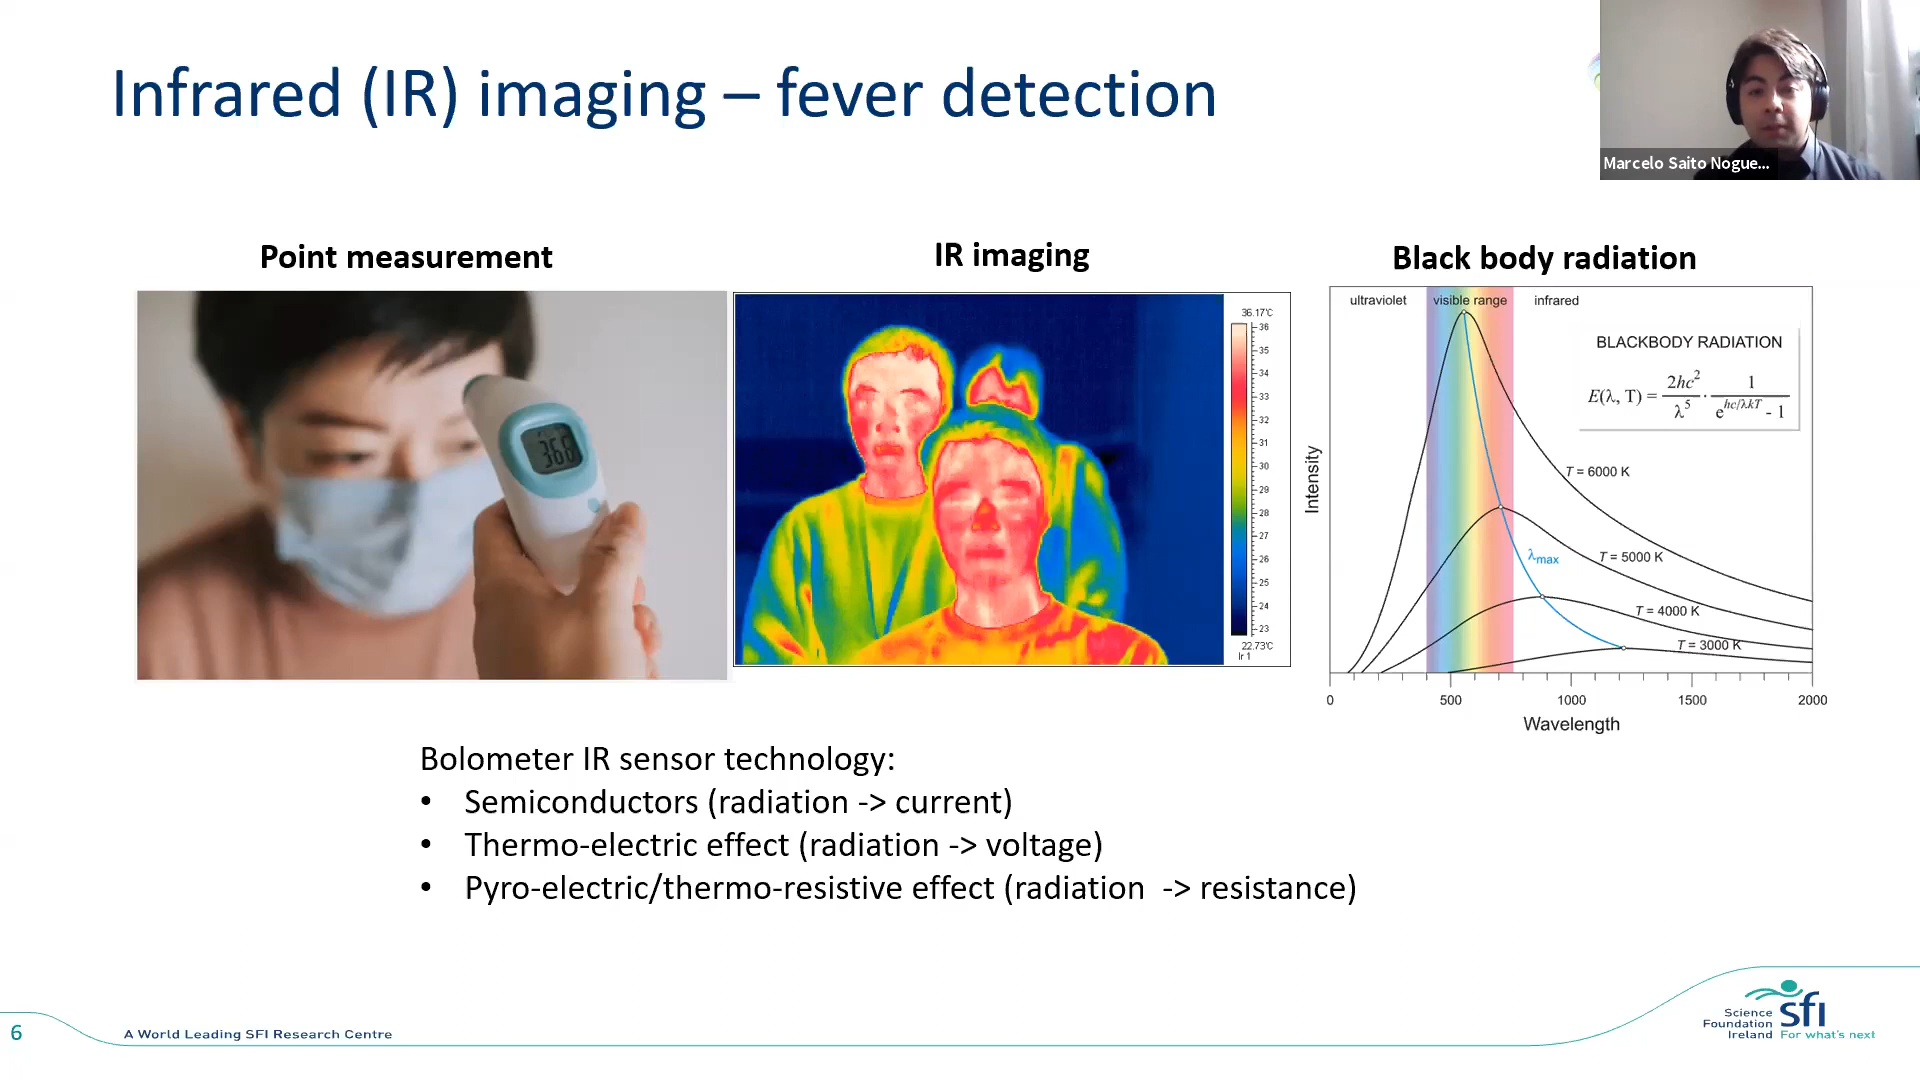 Infrared (IR) imaging – fever detection
Marcelo Saito Nogue...
Point measurement
IR imaging
Black body radiation
368
36.17°C
36
35
34
33
32
31
30
29
28
27
26
25
24
23
22.73°C
Ir 1
ultraviolet
visible range
infrared
BLACKBODY RADIATION
E(λ, T) = 2hc² / λ⁵ · 1 / e^hc/λkT - 1
Intensity
T = 6000 K
T = 5000 K
λmax
T = 4000 K
T = 3000 K
0 500 1000 1500 2000
Wavelength
Bolometer IR sensor technology:
• Semiconductors (radiation -> current)
• Thermo-electric effect (radiation -> voltage)
• Pyro-electric/thermo-resistive effect (radiation -> resistance)
6
A World Leading SFI Research Centre
Science
Foundation
Ireland
sfi
For what's next